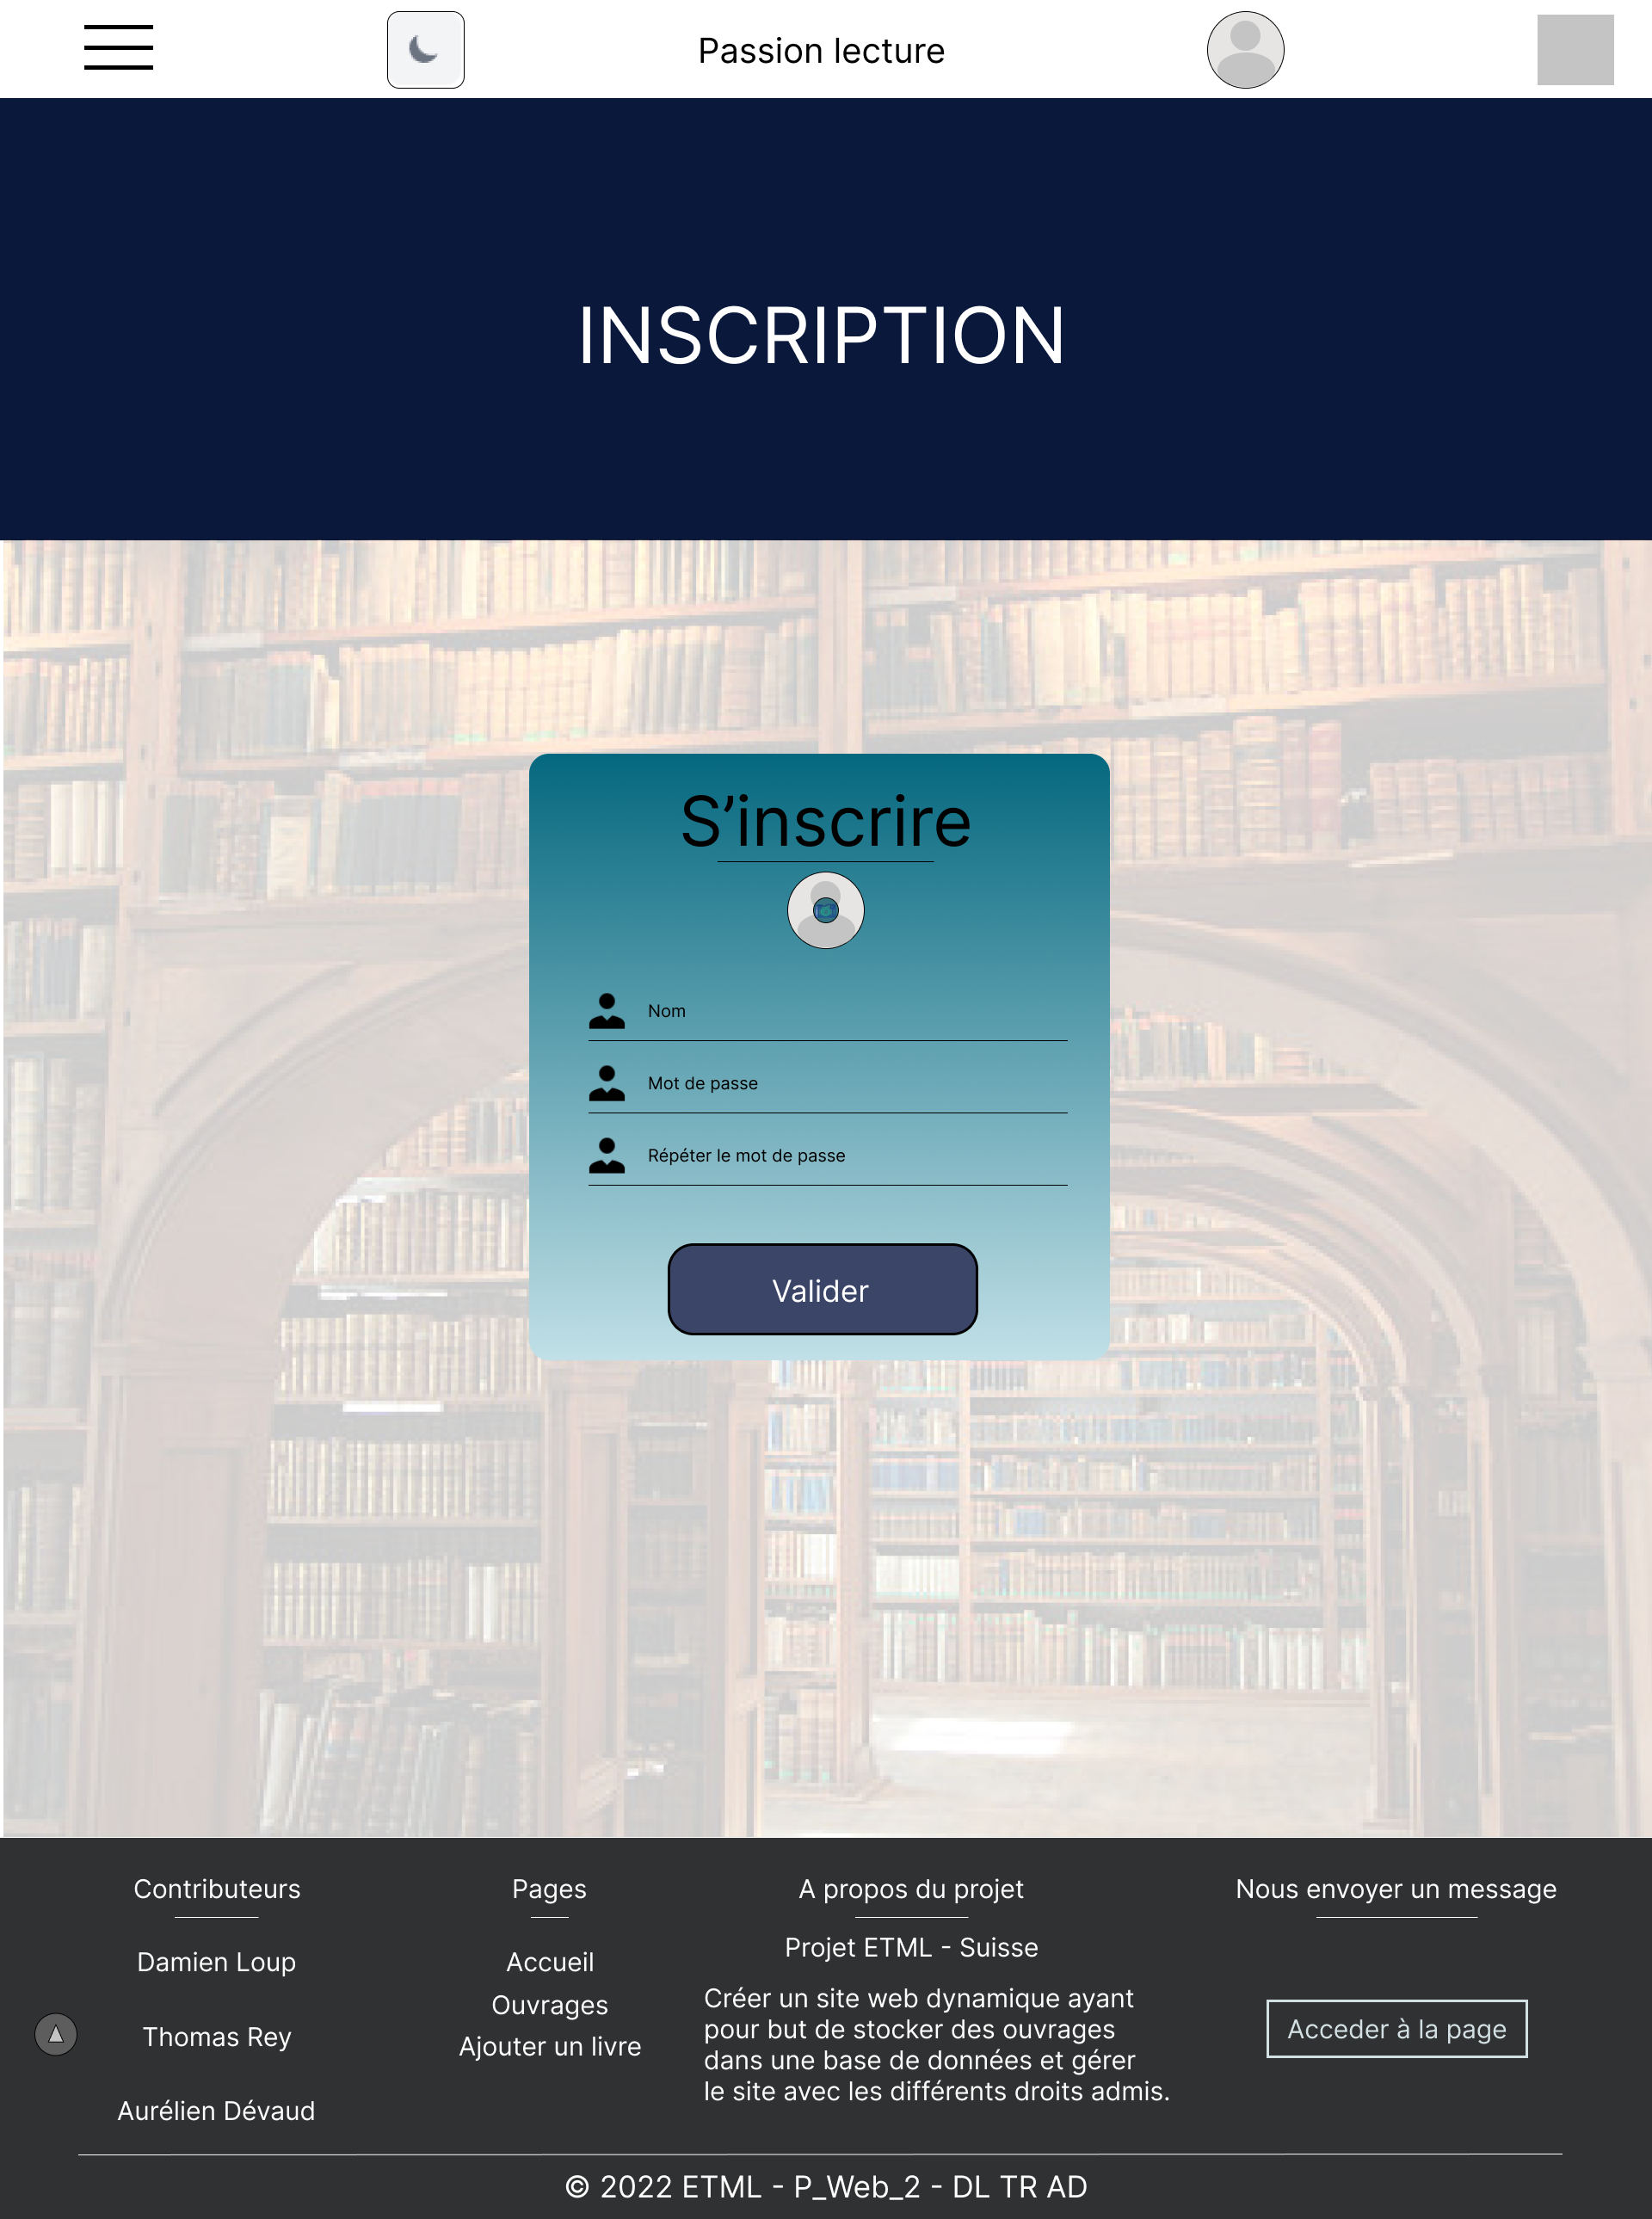 Passion lecture
INSCRIPTION
S’inscrire
Nom
Mot de passe
Répéter le mot de passe
Valider
Contributeurs
Damien Loup
Thomas Rey
Aurélien Dévaud
Pages
Accueil
Ouvrages
Ajouter un livre
A propos du projet
Projet ETML - Suisse
Créer un site web dynamique ayant
pour but de stocker des ouvrages
dans une base de données et gérer
le site avec les différents droits admis.
Nous envoyer un message
Acceder à la page
© 2022 ETML - P_Web_2 - DL TR AD